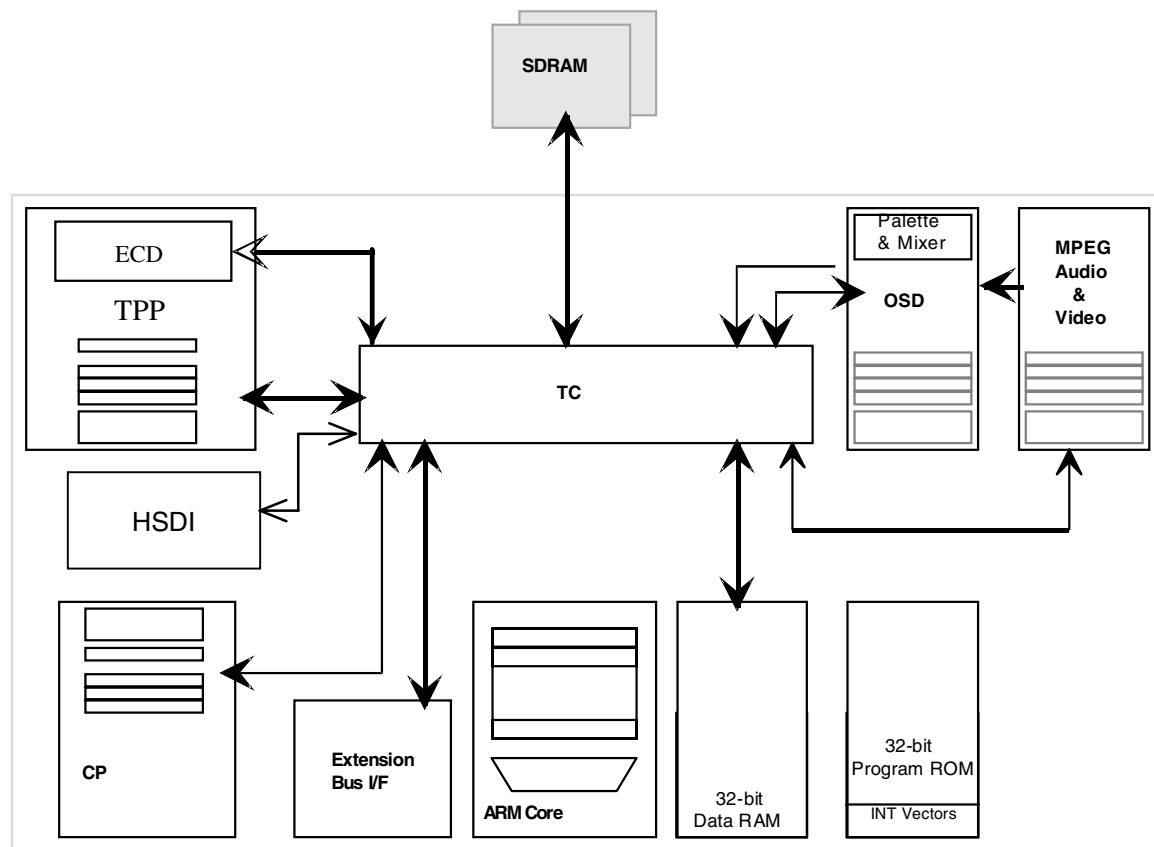 SDRAM
ECD
TPP
Palette
& Mixer
OSD
MPEG
Audio
&
Video
TC
HSDI
CP
Extension
Bus I/F
ARM Core
32-bit
Data RAM
32-bit
Program ROM
INT Vectors